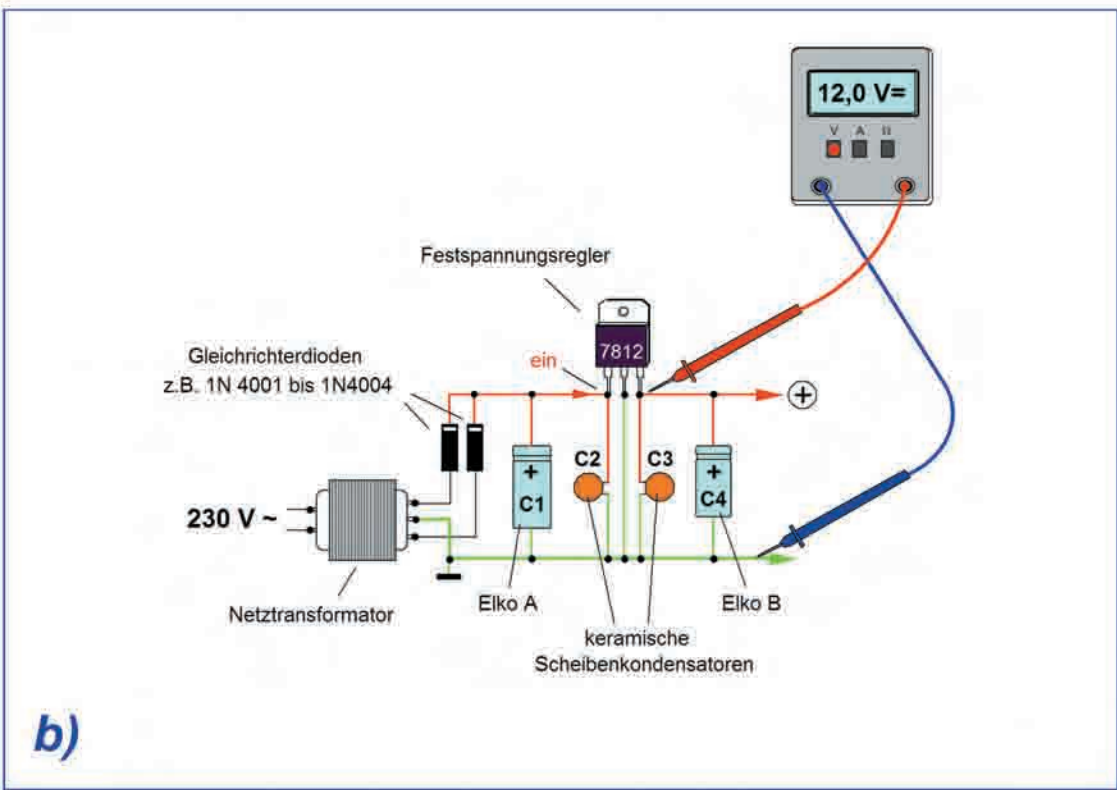 12,0 V=
V A
Festspannungsregler
7812
ein
Gleichrichterdioden
z.B. 1N 4001 bis 1N4004
C2
C3
+
C1
+
C4
230 V ~
+
Elko A
Elko B
Netztransformator
keramische
Scheibenkondensatoren
b)